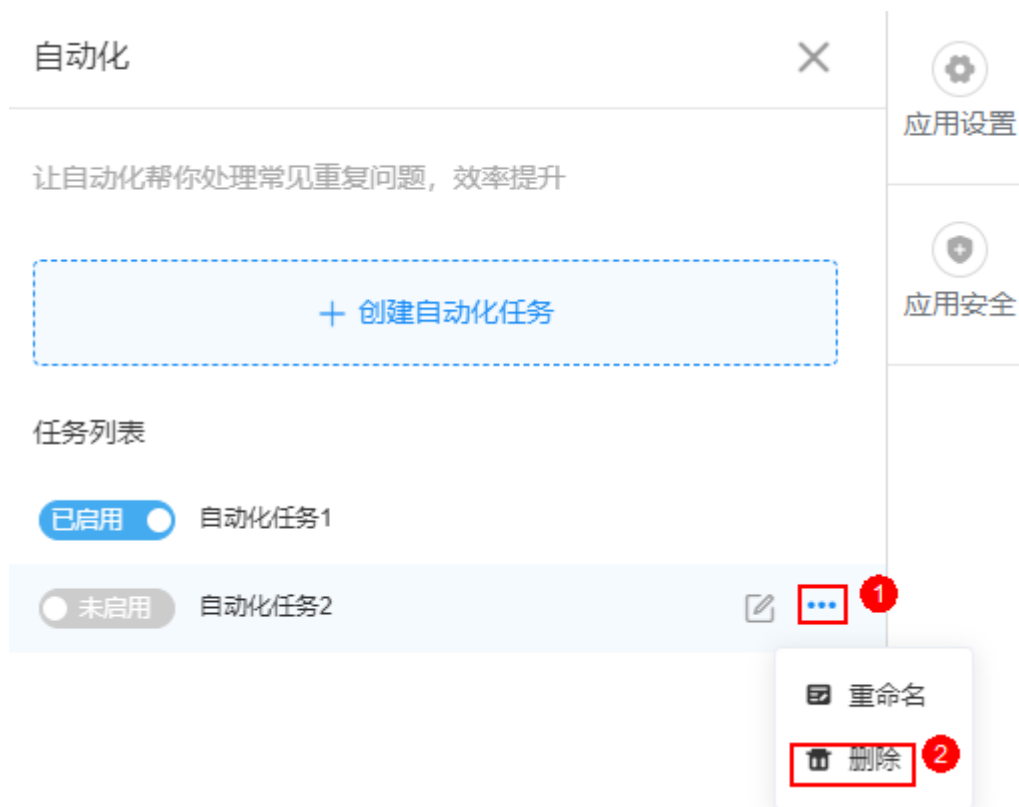 自动化
应用设置
让自动化帮你处理常见重复问题，效率提升
应用安全
+ 创建自动化任务
任务列表
已启用 自动化任务1
未启用 自动化任务2 ••• 1
重命名
删除 2